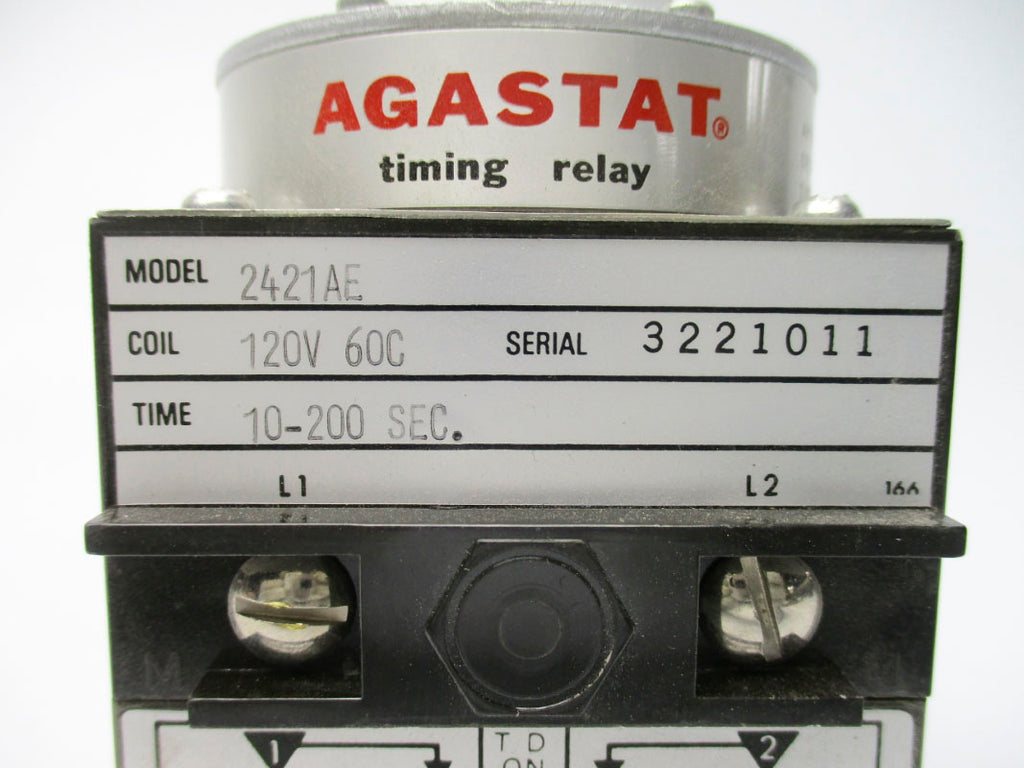 AGASTAT®
timing relay
MODEL 2421AE
COIL 120V 60C SERIAL 3221011
TIME 10-200 SEC.
L1 L2 166
1 T D 2
ON